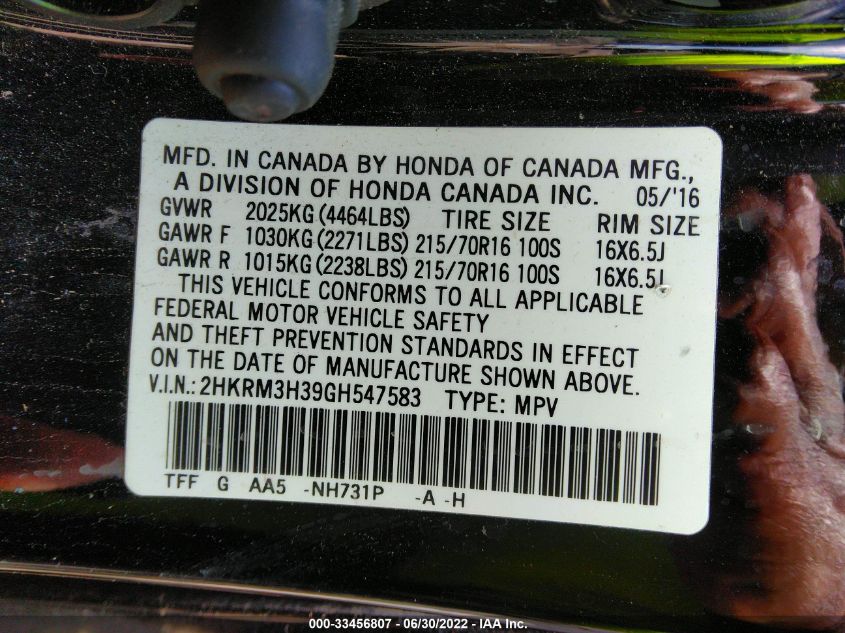 MFD. IN CANADA BY HONDA OF CANADA MFG.,
A DIVISION OF HONDA CANADA INC. 05/'16
GVWR 2025KG (4464LBS) TIRE SIZE RIM SIZE
GAWR F 1030KG (2271LBS) 215/70R16 100S 16X6.5J
GAWR R 1015KG (2238LBS) 215/70R16 100S 16X6.5J
THIS VEHICLE CONFORMS TO ALL APPLICABLE
FEDERAL MOTOR VEHICLE SAFETY
AND THEFT PREVENTION STANDARDS IN EFFECT
ON THE DATE OF MANUFACTURE SHOWN ABOVE.
V.I.N.: 2HKRM3H39GH547583 TYPE: MPV
TFF G AA5 -NH731P -A -H
000-33456807 - 06/30/2022 - IAA Inc.